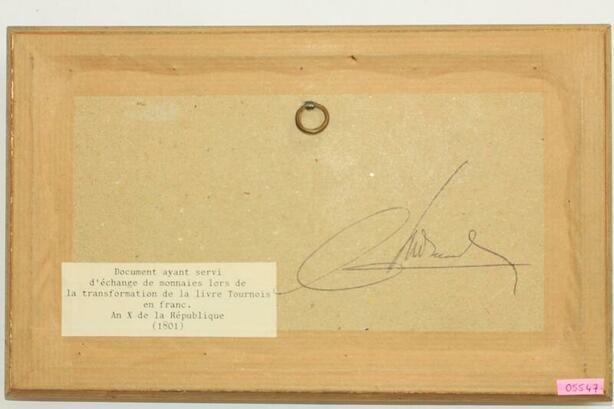 Document ayant servi
d'échange de monnaies lors de
la transformation de la livre Tournois
en franc.
An X de la République
(1801)
05547